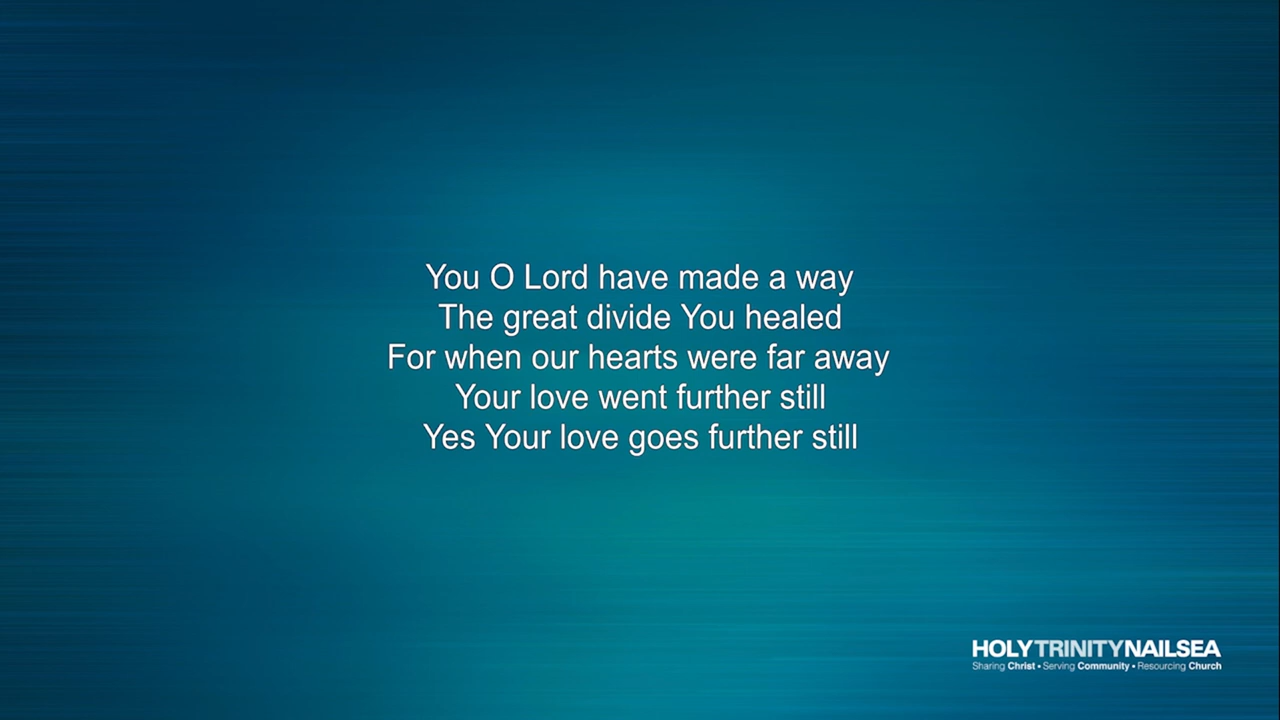 You O Lord have made a way
The great divide You healed
For when our hearts were far away
Your love went further still
Yes Your love goes further still
HOLYTRINITYNAILSEA
Sharing Christ • Serving Community • Resourcing Church